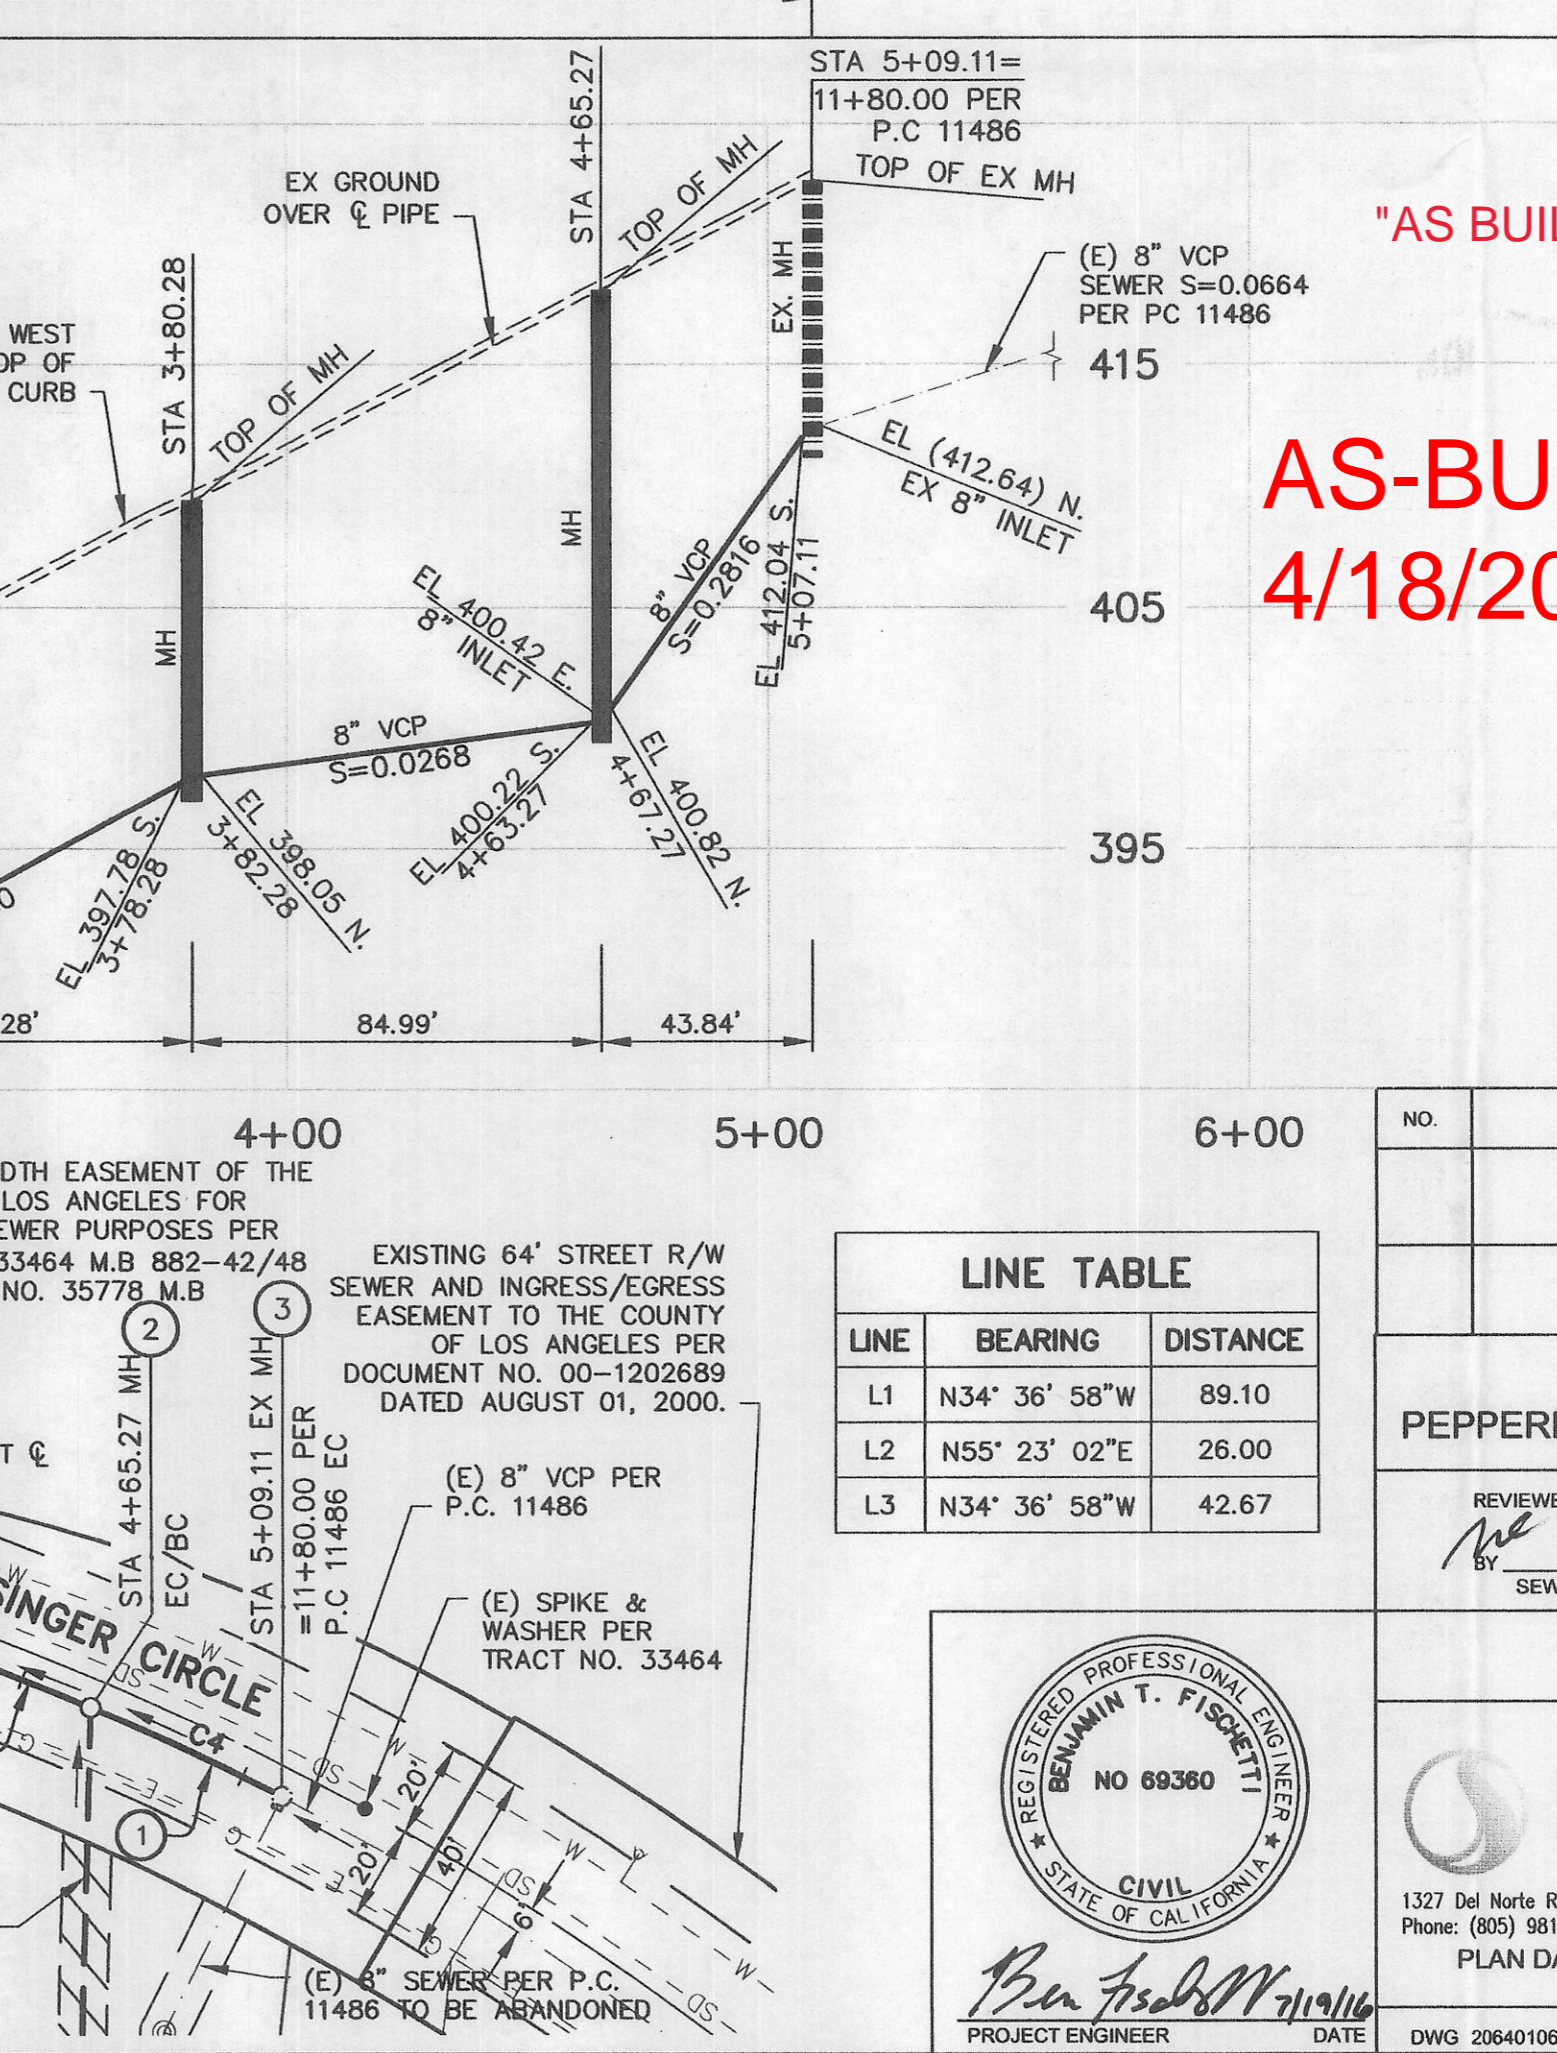 STA 5+09.11=
11+80.00 PER
P.C 11486
TOP OF EX MH
STA 4+65.27
TOP OF MH
EX GROUND
OVER ℄ PIPE
EX. MH
(E) 8" VCP
SEWER S=0.0664
PER PC 11486
415
"AS BUIL
STA 3+80.28
TOP OF MH
WEST
OP OF
CURB
EL (412.64) N.
EX 8" INLET
AS-BU
4/18/20
MH
MH
8" VCP
S=0.2816
EL 412.04 S.
5+07.11
405
EL 400.42 E.
8" INLET
8" VCP
S=0.0268
EL 400.22 S.
4+63.27
EL 400.82 N.
4+67.27
395
EL 397.78 S.
3+78.28
EL 398.05 N.
3+82.28
0
28'
84.99'
43.84'
4+00
5+00
6+00
NO.
DTH EASEMENT OF THE
LOS ANGELES FOR
EWER PURPOSES PER
33464 M.B 882-42/48
NO. 35778 M.B
2
3
EXISTING 64' STREET R/W
SEWER AND INGRESS/EGRESS
EASEMENT TO THE COUNTY
OF LOS ANGELES PER
DOCUMENT NO. 00-1202689
DATED AUGUST 01, 2000.
LINE TABLE
LINE BEARING DISTANCE
L1 N34° 36' 58"W 89.10
L2 N55° 23' 02"E 26.00
L3 N34° 36' 58"W 42.67
T ℄
STA 4+65.27 MH
EC/BC
STA 5+09.11 EX MH
=11+80.00 PER
P.C 11486 EC
(E) 8" VCP PER
P.C. 11486
(E) SPIKE &
WASHER PER
TRACT NO. 33464
SINGER CIRCLE
C4
1
20'
20'
40'
6'
W
W
W
W
W
W
SD
SD
SD
SD
SD
G
G
G
G
E
E
E
(E) 8" SEWER PER P.C.
11486 TO BE ABANDONED
PEPPER
REVIEWE
BY
SEW
REGISTERED PROFESSIONAL ENGINEER
BENJAMIN T. FISCHETTI
NO 69360
CIVIL
STATE OF CALIFORNIA
7/19/16
PROJECT ENGINEER DATE
1327 Del Norte R
Phone: (805) 981
PLAN DA
DWG 20640106